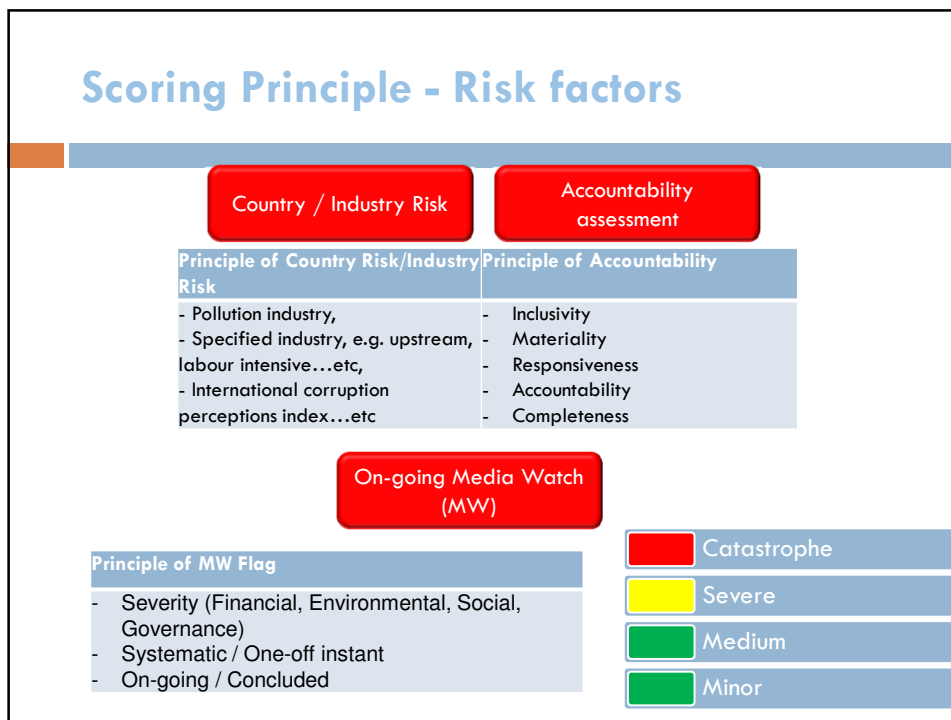 Scoring Principle - Risk factors
Country / Industry Risk
Accountability
assessment
Principle of Country Risk/Industry
Risk
- Pollution industry,
- Specified industry, e.g. upstream,
labour intensive...etc,
- International corruption
perceptions index...etc
Principle of Accountability
- Inclusivity
- Materiality
- Responsiveness
- Accountability
- Completeness
On-going Media Watch
(MW)
Principle of MW Flag
- Severity (Financial, Environmental, Social,
Governance)
- Systematic / One-off instant
- On-going / Concluded
Catastrophe
Severe
Medium
Minor